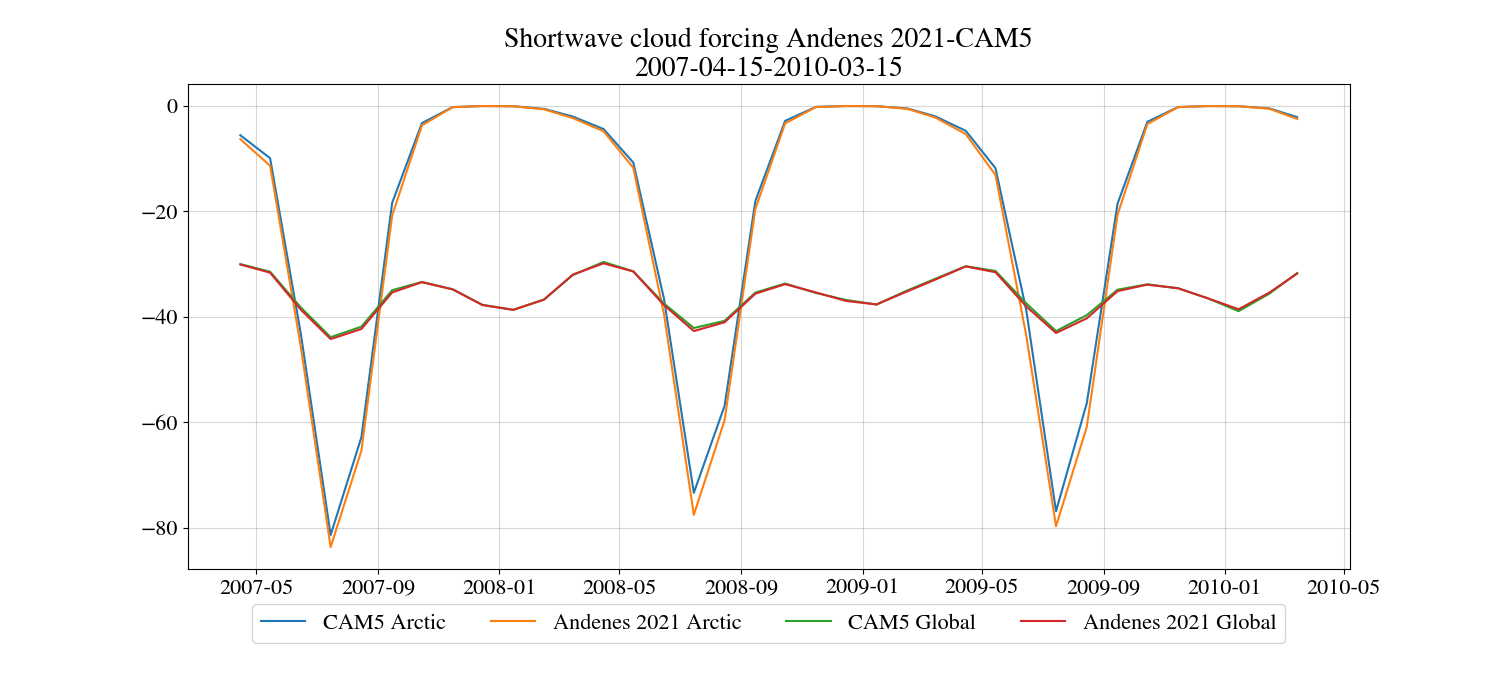 Shortwave cloud forcing Andenes 2021-CAM5
2007-04-15-2010-03-15
0
−20
−40
−60
−80
2007-05 2007-09 2008-01 2008-05 2008-09 2009-01 2009-05 2009-09 2010-01 2010-05
CAM5 Arctic Andenes 2021 Arctic CAM5 Global Andenes 2021 Global